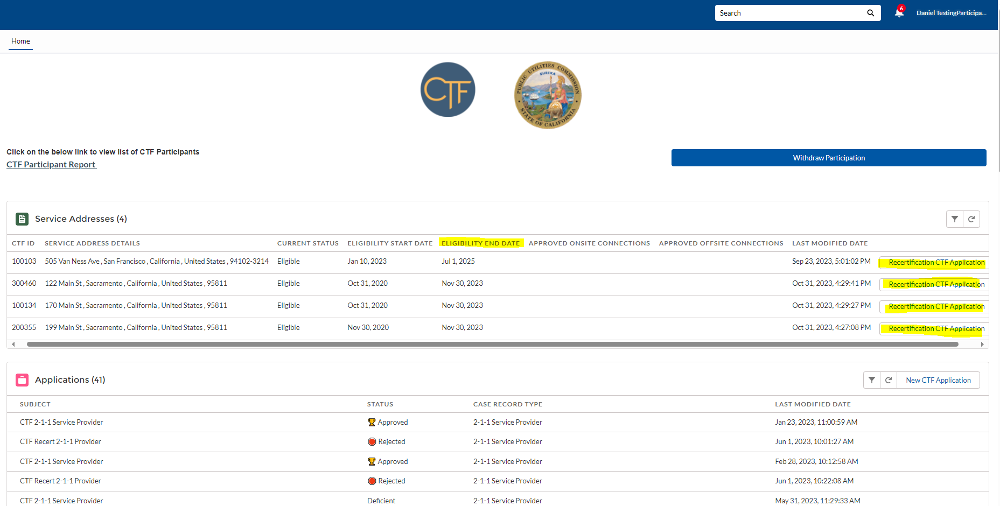 Search
6
Daniel TestingParticipa...
Home
CTF
PUBLIC UTILITIES COMMISSION
EUREKA
STATE OF CALIFORNIA
Click on the below link to view list of CTF Participants
CTF Participant Report
Withdraw Participation
Service Addresses (4)
CTF ID SERVICE ADDRESS DETAILS CURRENT STATUS ELIGIBILITY START DATE ELIGIBILITY END DATE APPROVED ONSITE CONNECTIONS APPROVED OFFSITE CONNECTIONS LAST MODIFIED DATE
100103 505 Van Ness Ave , San Francisco , California , United States , 94102-3214 Eligible Jan 10, 2023 Jul 1, 2025 Sep 23, 2023, 5:01:02 PM Recertification CTF Application
300460 122 Main St , Sacramento , California , United States , 95811 Eligible Oct 31, 2020 Nov 30, 2023 Oct 31, 2023, 4:29:41 PM Recertification CTF Application
100134 170 Main St , Sacramento , California , United States , 95811 Eligible Oct 31, 2020 Nov 30, 2023 Oct 31, 2023, 4:29:27 PM Recertification CTF Application
200355 199 Main St , Sacramento , California , United States , 95811 Eligible Nov 30, 2020 Nov 30, 2023 Oct 31, 2023, 4:27:08 PM Recertification CTF Application
Applications (41)
New CTF Application
SUBJECT STATUS CASE RECORD TYPE LAST MODIFIED DATE
CTF 2-1-1 Service Provider Approved 2-1-1 Service Provider Jan 23, 2023, 11:00:59 AM
CTF Recert 2-1-1 Provider Rejected 2-1-1 Service Provider Jun 1, 2023, 10:01:27 AM
CTF 2-1-1 Service Provider Approved 2-1-1 Service Provider Feb 28, 2023, 10:12:58 AM
CTF Recert 2-1-1 Provider Rejected 2-1-1 Service Provider Jun 1, 2023, 10:22:08 AM
CTF 2-1-1 Service Provider Deficient 2-1-1 Service Provider May 31, 2023, 11:29:33 AM